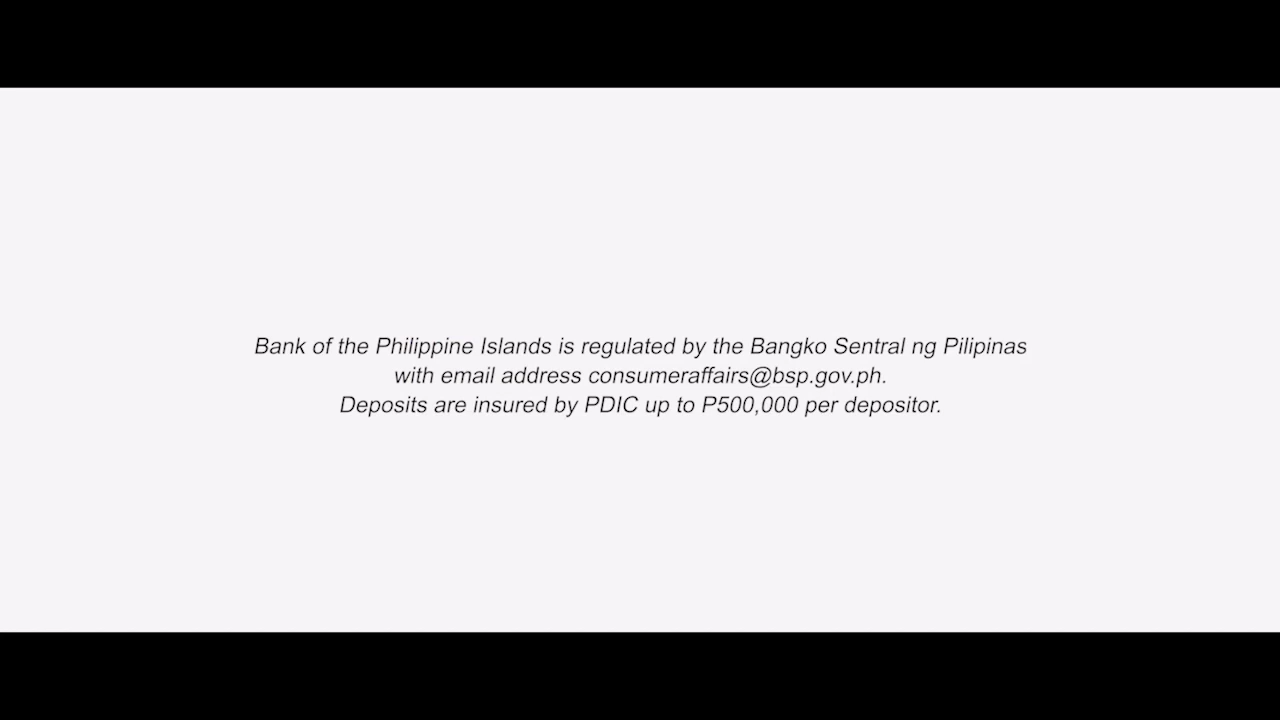 Bank of the Philippine Islands is regulated by the Bangko Sentral ng Pilipinas
with email address consumeraffairs@bsp.gov.ph.
Deposits are insured by PDIC up to P500,000 per depositor.